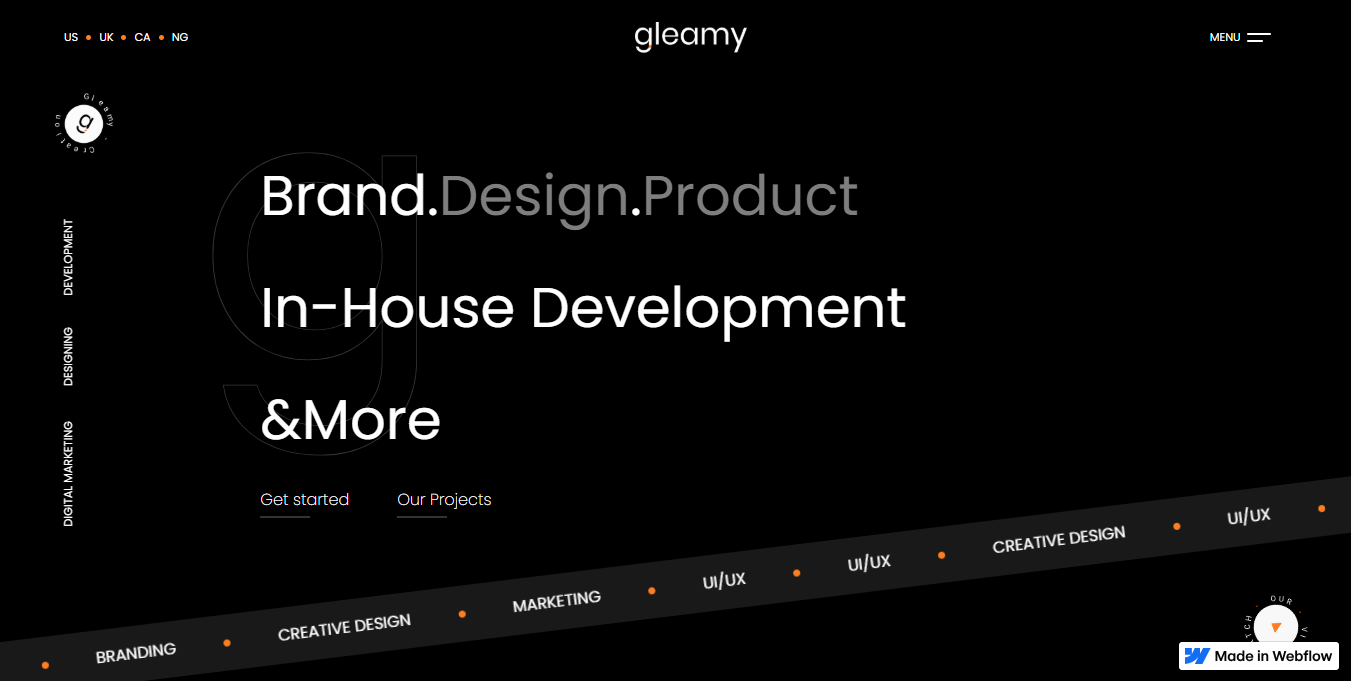 US • UK • CA • NG
gleamy
MENU
Gleamy · Creation
g
g
Brand.Design.Product
In-House Development
&More
DEVELOPMENT
DESIGNING
DIGITAL MARKETING
Get started
Our Projects
BRANDING • CREATIVE DESIGN • MARKETING • UI/UX • UI/UX • CREATIVE DESIGN • UI/UX
OUR
Made in Webflow